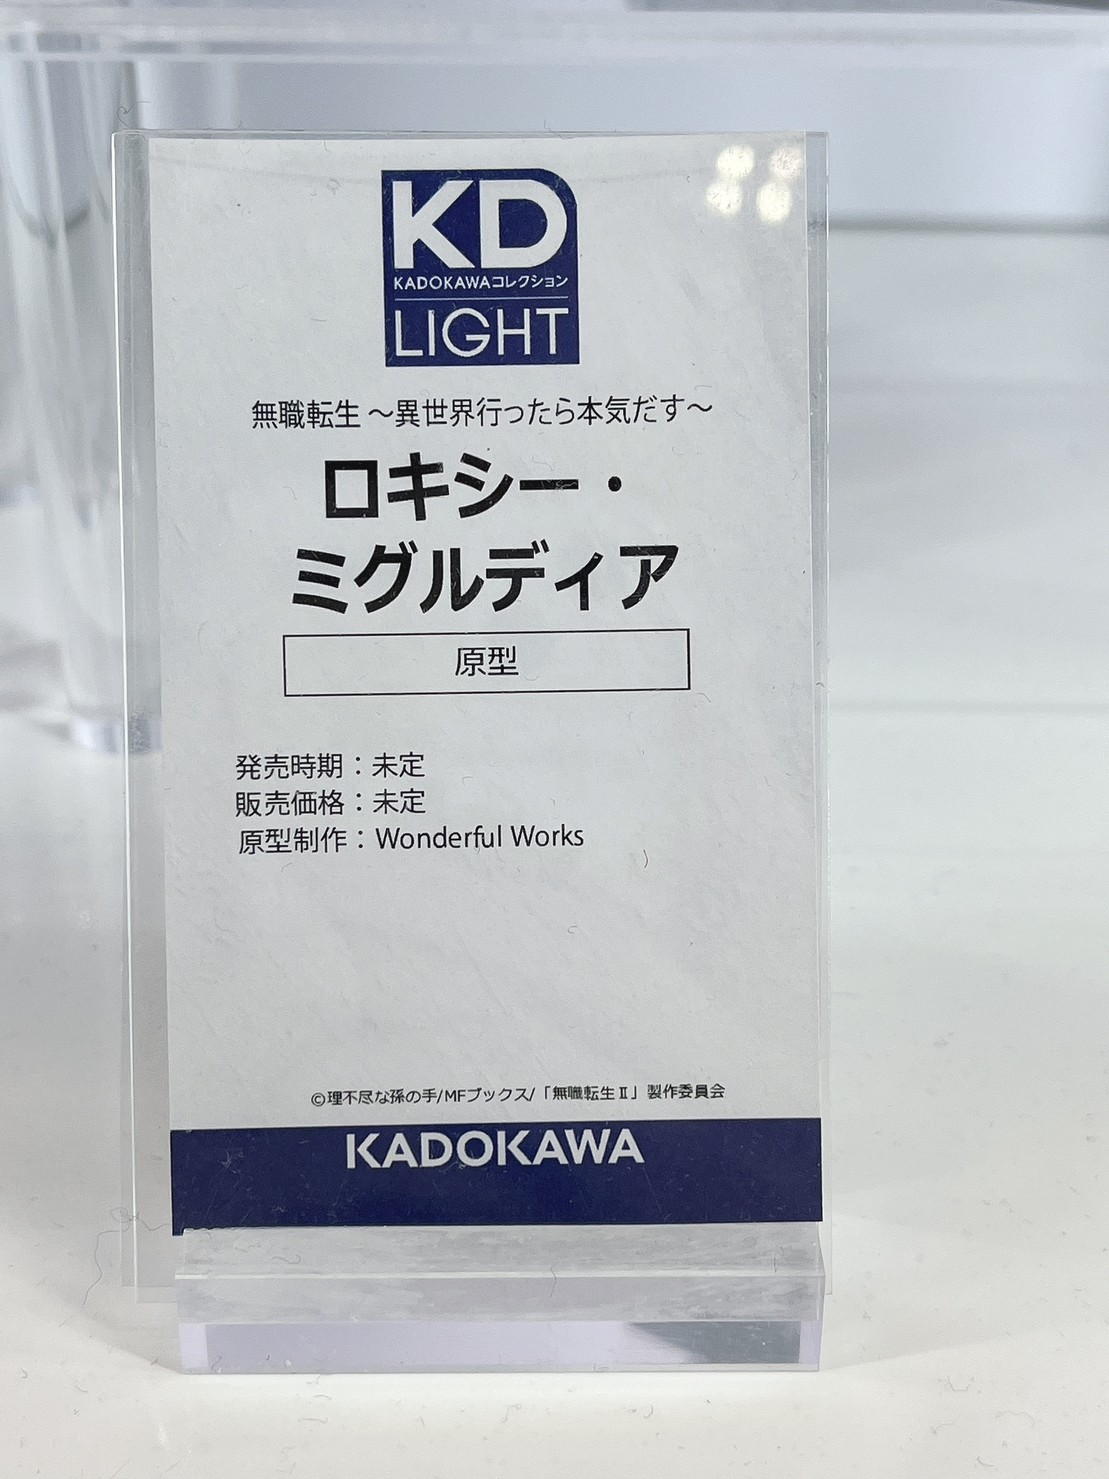 KD
KADOKAWAコレクション
LIGHT
無職転生 ～異世界行ったら本気だす～
ロキシー・
ミグルディア
原型
発売時期：未定
販売価格：未定
原型制作：Wonderful Works
©理不尽な孫の手/MFブックス/「無職転生Ⅱ」製作委員会
KADOKAWA